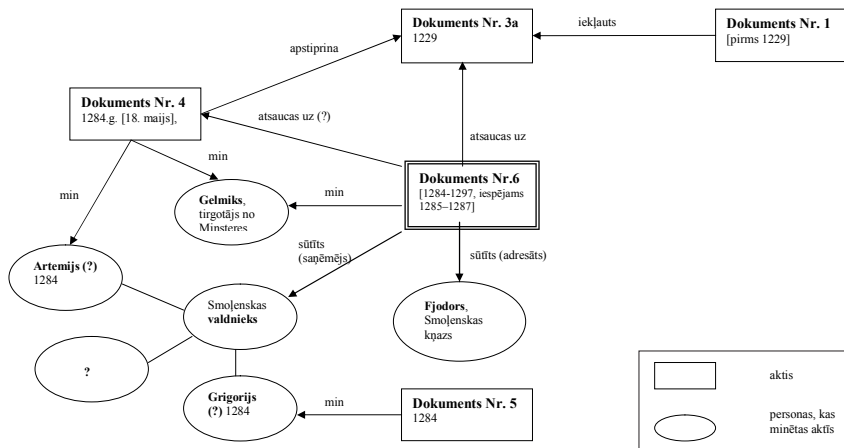 Dokuments Nr. 3a
1229
iekļauts
Dokuments Nr. 1
[pirms 1229]
apstiprina
Dokuments Nr. 4
1284.g. [18. maijs],
atsaucas uz (?)
atsaucas uz
min
min
Gelmiks,
tirgotājs no
Minsteres
min
Dokuments Nr.6
[1284-1297, iespējams
1285–1287]
sūtīts
(saņēmējs)
sūtīts (adresāts)
Artemijs (?)
1284
Smoļenskas
valdnieks
Fjodors,
Smoļenskas
kņazs
?
Grigorijs
(?) 1284
min
Dokuments Nr. 5
1284
aktis
personas, kas
minētas aktīs